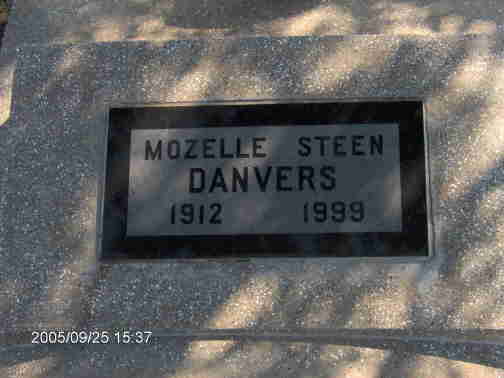 MOZELLE STEEN
DANVERS
1912 1999
2005/09/25 15:37